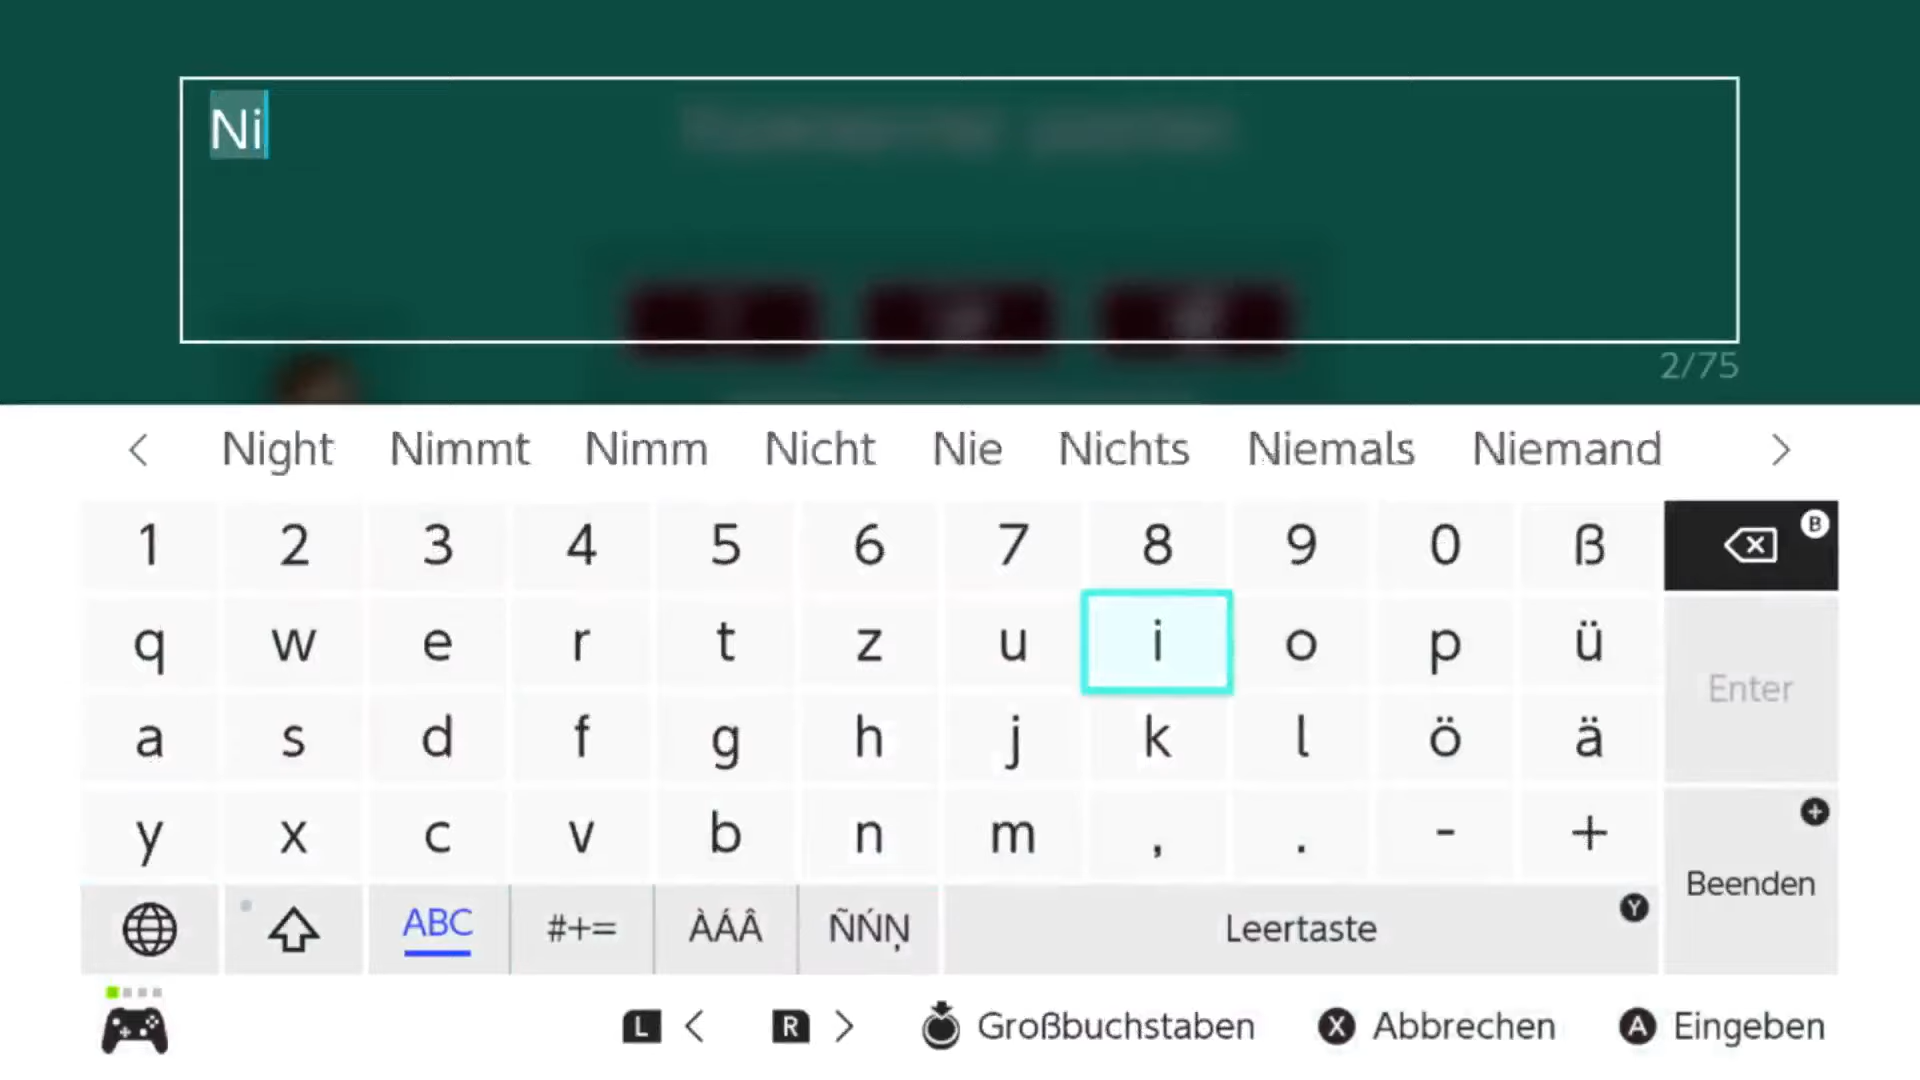 Ni
2/75
< Night Nimmt Nimm Nicht Nie Nichts Niemals Niemand >
1 2 3 4 5 6 7 8 9 0 ß B
q w e r t z u i o p ü Enter
a s d f g h j k l ö ä
y x c v b n m , . - + +
ABC #+= ÀÁÂ ÑŃŅ Leertaste Y Beenden
L < R > Großbuchstaben X Abbrechen A Eingeben